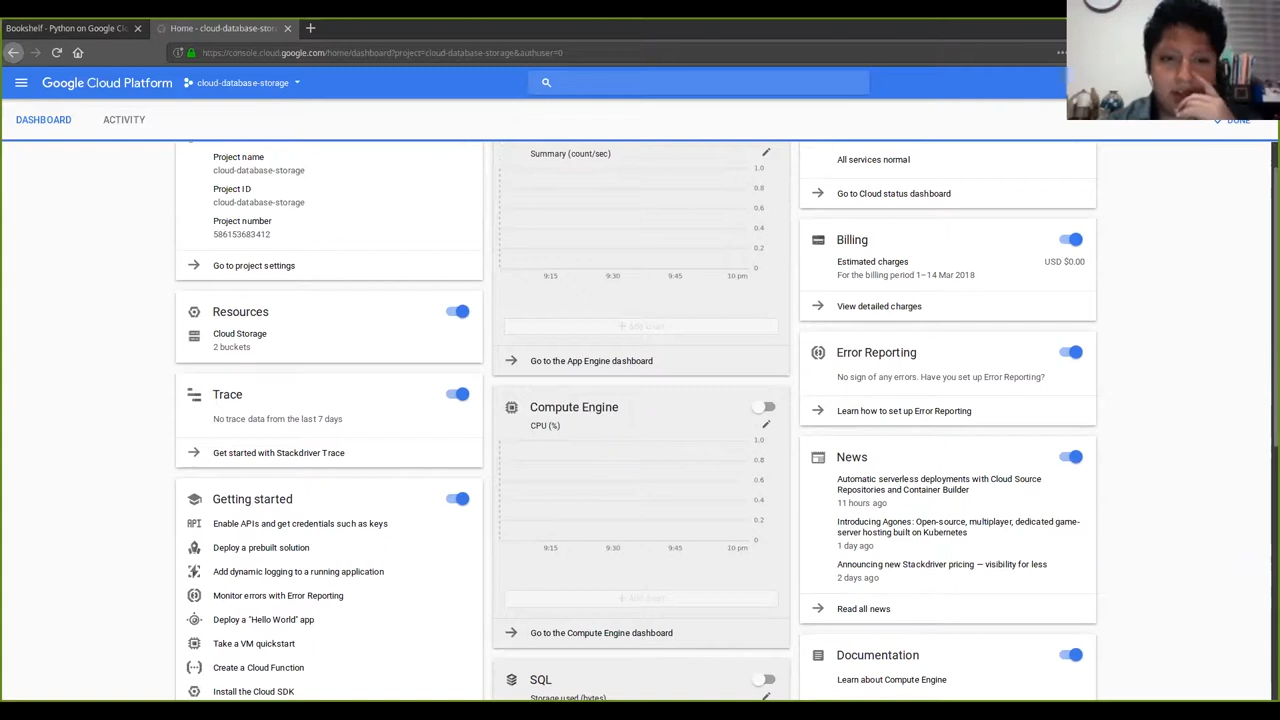 Bookshelf - Python on Google Clo
Home - cloud-database-stora
https://console.cloud.google.com/home/dashboard?project=cloud-database-storage&authuser=0
Google Cloud Platform
cloud-database-storage
DASHBOARD
ACTIVITY
DONE
Project name
cloud-database-storage
Project ID
cloud-database-storage
Project number
586153683412
Go to project settings
Resources
Cloud Storage
2 buckets
Trace
No trace data from the last 7 days
Get started with Stackdriver Trace
Getting started
API
Enable APIs and get credentials such as keys
Deploy a prebuilt solution
Add dynamic logging to a running application
Monitor errors with Error Reporting
Deploy a "Hello World" app
Take a VM quickstart
Create a Cloud Function
Install the Cloud SDK
Summary (count/sec)
1.0
0.8
0.6
0.4
0.2
0
9:15 9:30 9:45 10 pm
+ Add chart
Go to the App Engine dashboard
Compute Engine
CPU (%)
1.0
0.8
0.6
0.4
0.2
0
9:15 9:30 9:45 10 pm
+ Add chart
Go to the Compute Engine dashboard
SQL
Storage used (bytes)
All services normal
Go to Cloud status dashboard
Billing
Estimated charges USD $0.00
For the billing period 1–14 Mar 2018
View detailed charges
Error Reporting
No sign of any errors. Have you set up Error Reporting?
Learn how to set up Error Reporting
News
Automatic serverless deployments with Cloud Source
Repositories and Container Builder
11 hours ago
Introducing Agones: Open-source, multiplayer, dedicated game-
server hosting built on Kubernetes
1 day ago
Announcing new Stackdriver pricing — visibility for less
2 days ago
Read all news
Documentation
Learn about Compute Engine